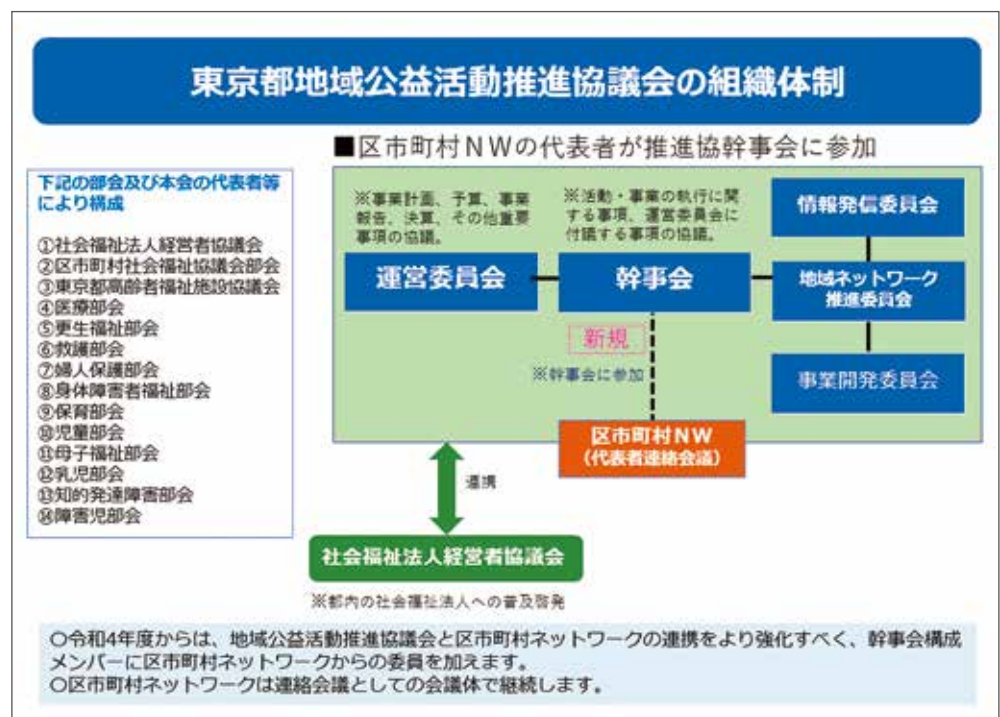 東京都地域公益活動推進協議会の組織体制
■区市町村NWの代表者が推進協幹事会に参加
下記の部会及び本会の代表者等
により構成
①社会福祉法人経営者協議会
②区市町村社会福祉協議会部会
③東京都高齢者福祉施設協議会
④医療部会
⑤更生福祉部会
⑥救護部会
⑦婦人保護部会
⑧身体障害者福祉部会
⑨保育部会
⑩児童部会
⑪母子福祉部会
⑫乳児部会
⑬知的発達障害部会
⑭障害児部会
※事業計画、予算、事業
報告、決算、その他重要
事項の協議。
運営委員会
※活動・事業の執行に関
する事項、運営委員会に
付議する事項の協議。
幹事会
情報発信委員会
地域ネットワーク
推進委員会
事業開発委員会
新規
※幹事会に参加
区市町村NW
(代表者連絡会議)
連携
社会福祉法人経営者協議会
※都内の社会福祉法人への普及啓発
〇令和4年度からは、地域公益活動推進協議会と区市町村ネットワークの連携をより強化すべく、幹事会構成
メンバーに区市町村ネットワークからの委員を加えます。
〇区市町村ネットワークは連絡会議としての会議体で継続します。